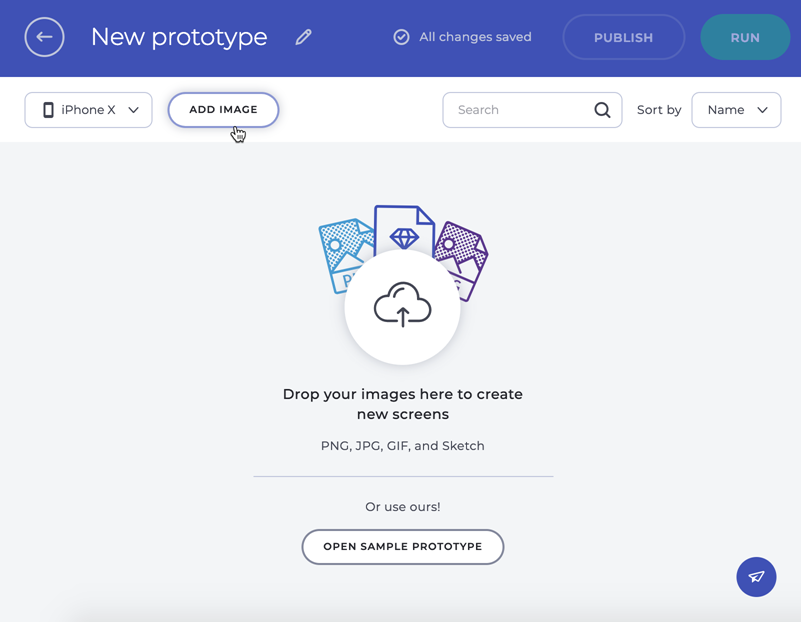 New prototype
All changes saved
PUBLISH
RUN
iPhone X
ADD IMAGE
Search
Sort by
Name
Drop your images here to create
new screens
PNG, JPG, GIF, and Sketch
Or use ours!
OPEN SAMPLE PROTOTYPE